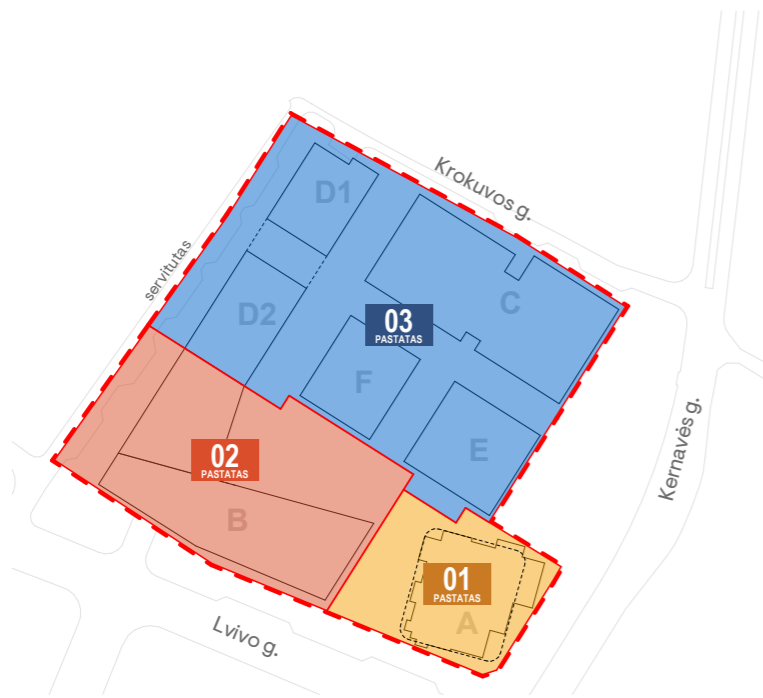 Krokuvos g.
D1
servitutas
C
D2
03
PASTATAS
F
Kernavės g.
E
02
PASTATAS
B
01
PASTATAS
A
Lvivo g.